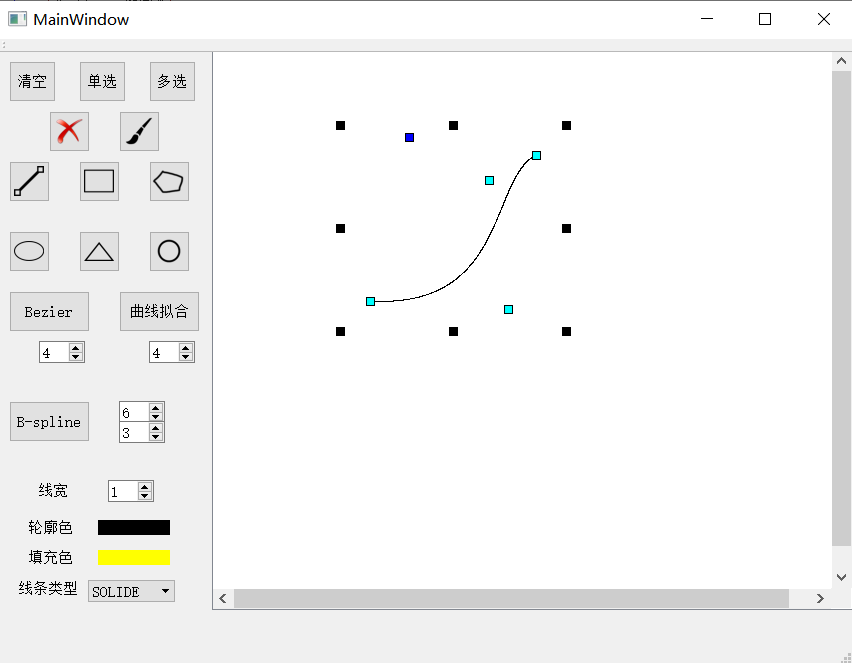 MainWindow
清空 单选 多选
Bezier 曲线拟合
4 4
B-spline 6
3
线宽 1
轮廓色
填充色
线条类型 SOLIDE